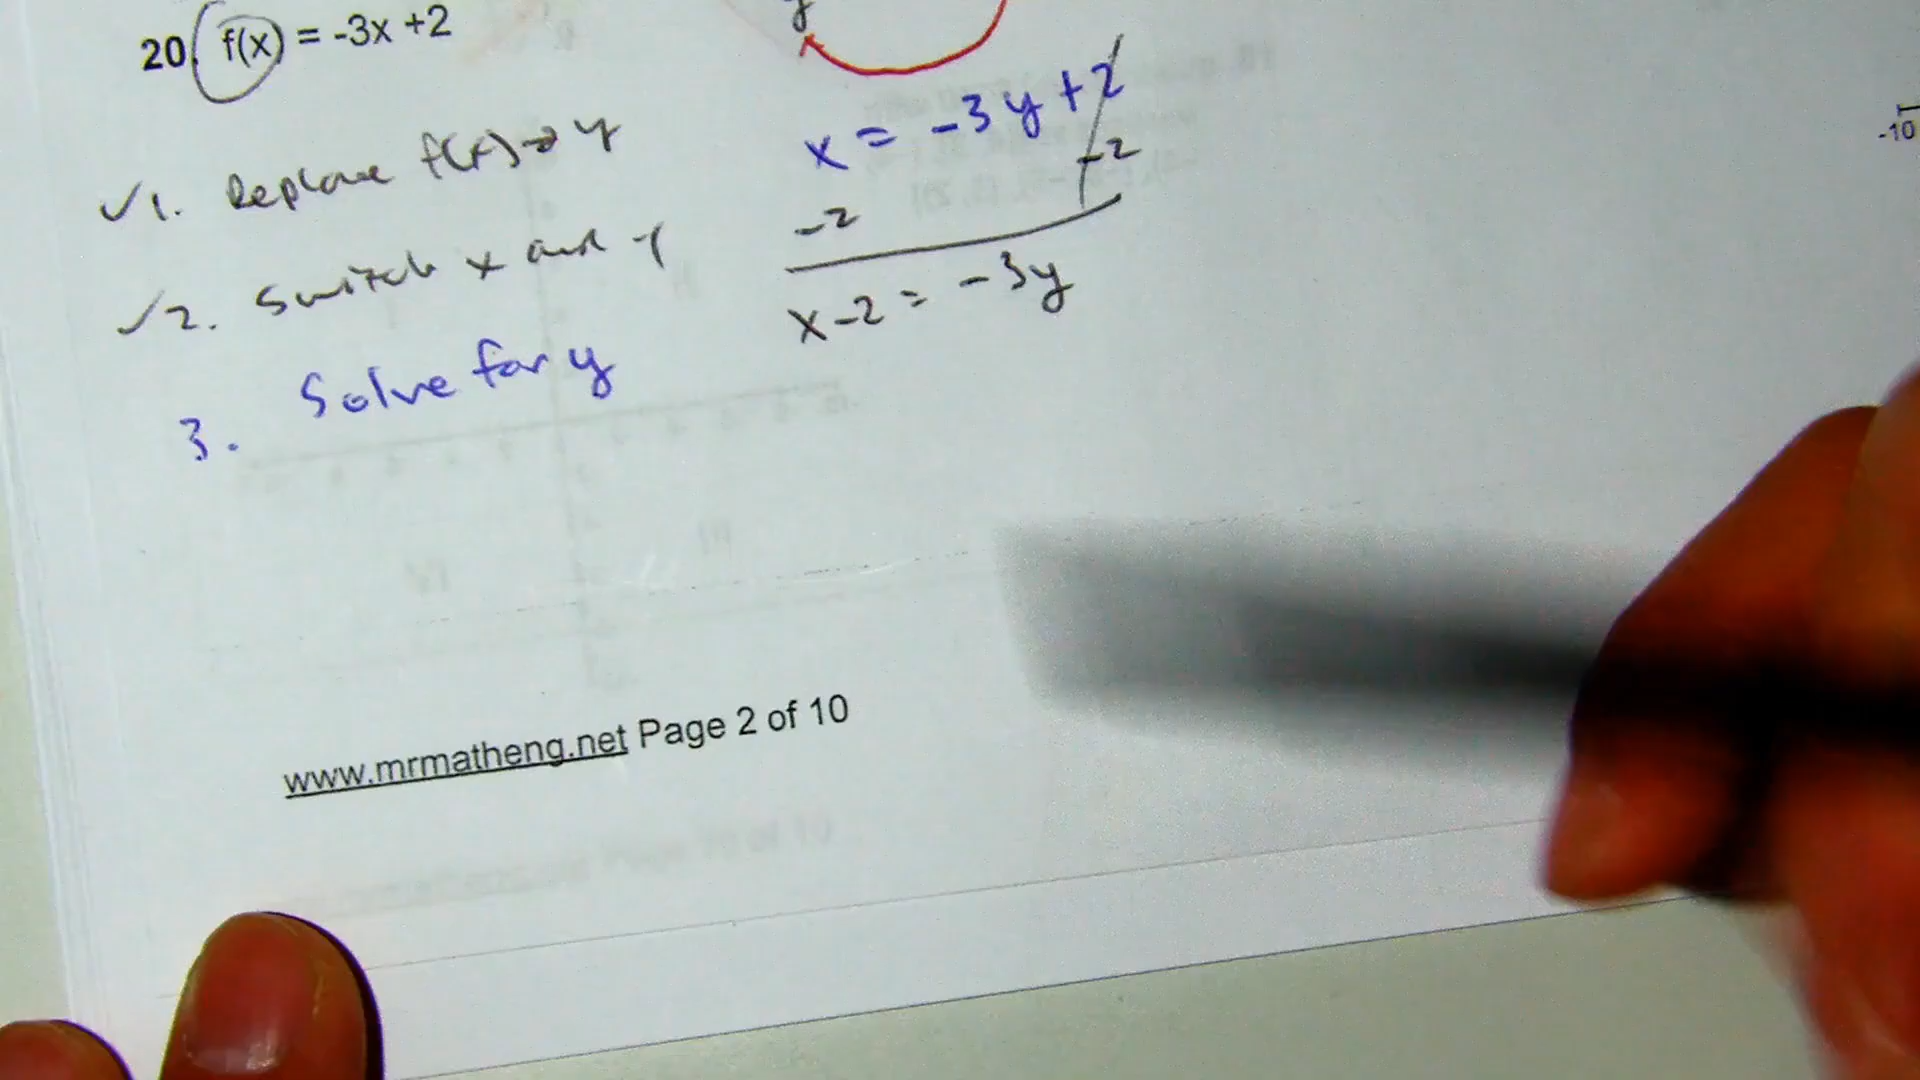 20. f(x) = -3x +2
y
x = -3y + 2
-2 -2
x - 2 = -3y
✓1. Replace f(x) → y
✓2. Switch x and y
3. Solve for y
-10
www.mrmatheng.net Page 2 of 10